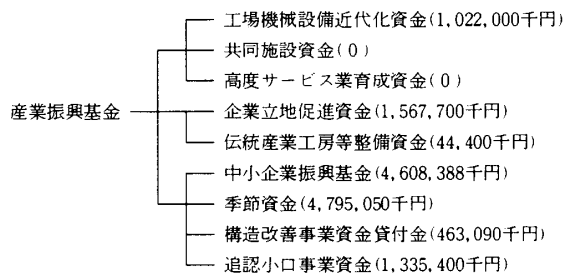 工場機械設備近代化資金(1,022,000千円)
共同施設資金(0)
高度サービス業育成資金(0)
産業振興基金
企業立地促進資金(1,567,700千円)
伝統産業工房等整備資金(44,400千円)
中小企業振興基金(4,608,388千円)
季節資金(4,795,050千円)
構造改善事業資金貸付金(463,090千円)
追認小口事業資金(1,335,400千円)